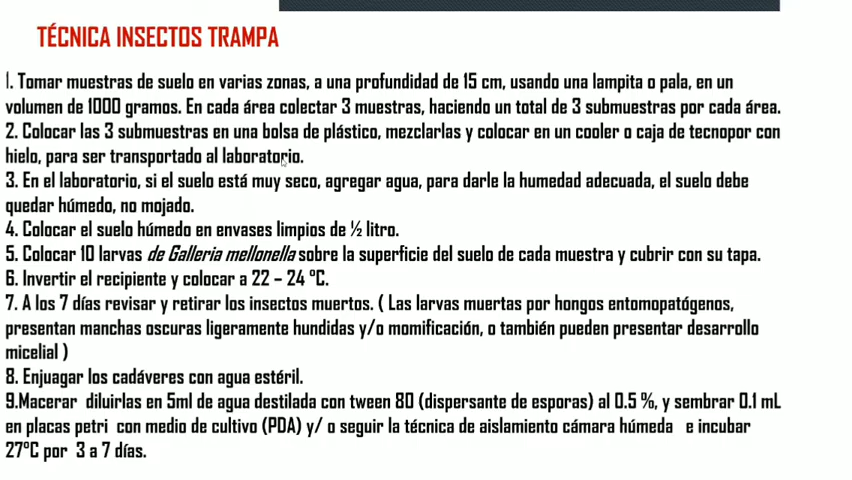 TÉCNICA INSECTOS TRAMPA
1. Tomar muestras de suelo en varias zonas, a una profundidad de 15 cm, usando una lampita o pala, en un
volumen de 1000 gramos. En cada área colectar 3 muestras, haciendo un total de 3 submuestras por cada área.
2. Colocar las 3 submuestras en una bolsa de plástico, mezclarlas y colocar en un cooler o caja de tecnopor con
hielo, para ser transportado al laboratorio.
3. En el laboratorio, si el suelo está muy seco, agregar agua, para darle la humedad adecuada, el suelo debe
quedar húmedo, no mojado.
4. Colocar el suelo húmedo en envases limpios de ½ litro.
5. Colocar 10 larvas de Galleria mellonella sobre la superficie del suelo de cada muestra y cubrir con su tapa.
6. Invertir el recipiente y colocar a 22 – 24 °C.
7. A los 7 días revisar y retirar los insectos muertos. ( Las larvas muertas por hongos entomopatógenos,
presentan manchas oscuras ligeramente hundidas y/o momificación, o también pueden presentar desarrollo
micelial )
8. Enjuagar los cadáveres con agua estéril.
9.Macerar diluirlas en 5ml de agua destilada con tween 80 (dispersante de esporas) al 0.5 %, y sembrar 0.1 mL
en placas petri con medio de cultivo (PDA) y/ o seguir la técnica de aislamiento cámara húmeda e incubar
27°C por 3 a 7 días.